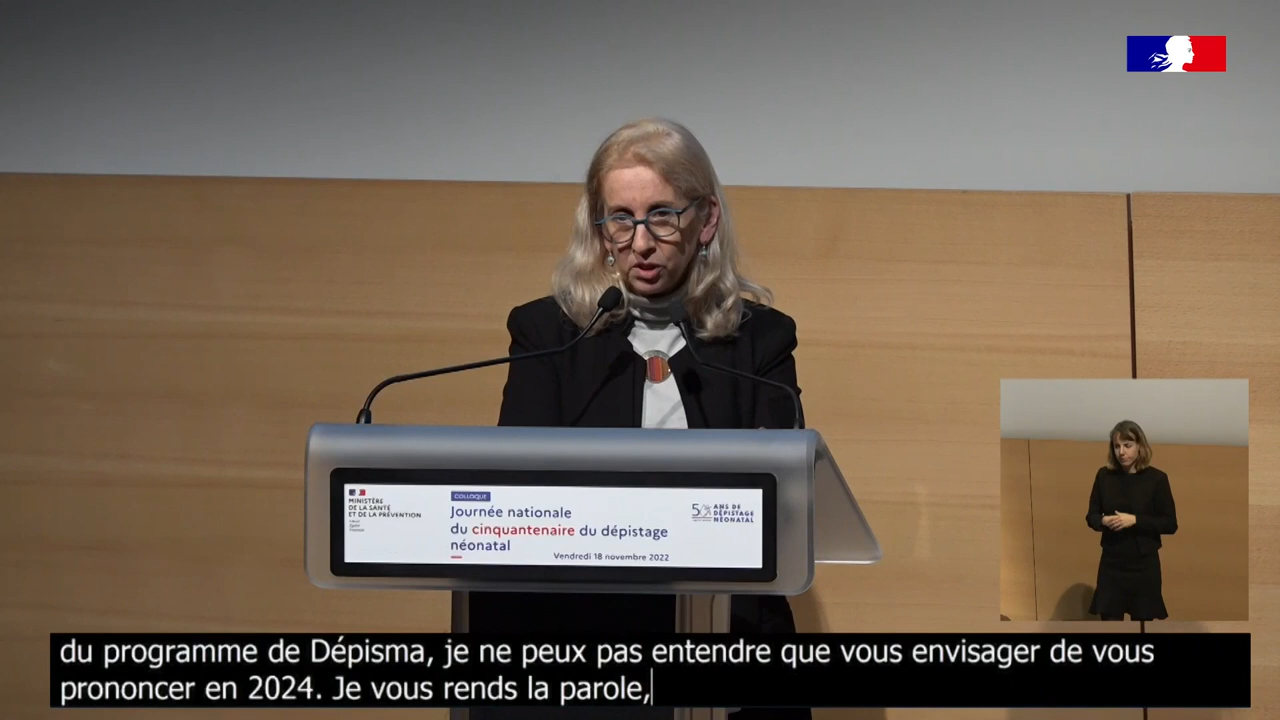 MINISTÈRE
DE LA SANTÉ
ET DE LA PRÉVENTION
COLLOQUE
Journée nationale
du cinquantenaire du dépistage
néonatal
Vendredi 18 novembre 2022
50 ANS DE
DÉPISTAGE
NÉONATAL
du programme de Dépisma, je ne peux pas entendre que vous envisager de vous
prononcer en 2024. Je vous rends la parole,